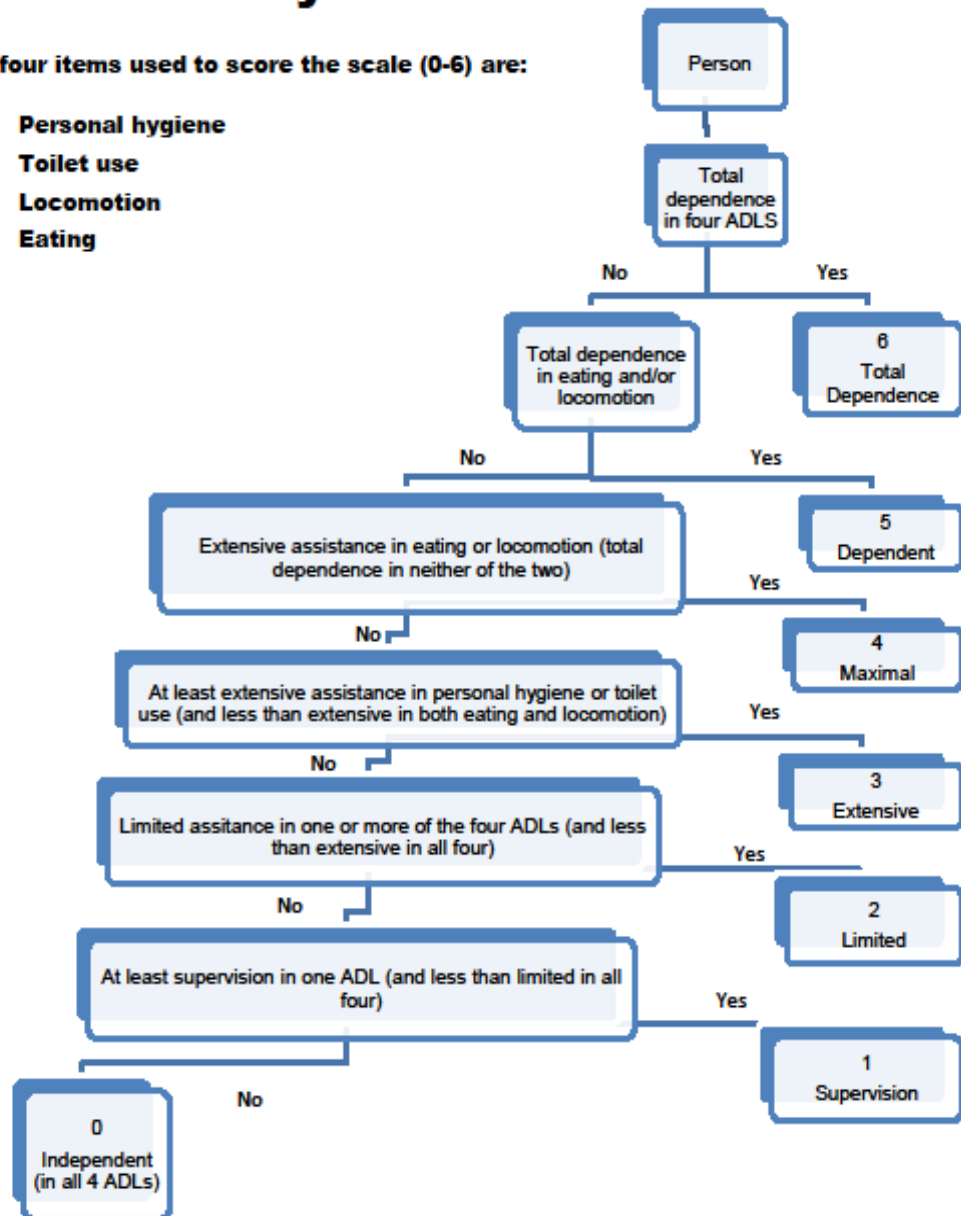 four items used to score the scale (0-6) are:
Personal hygiene
Toilet use
Locomotion
Eating
Person
Total
dependence
in four ADLS
No
Yes
Total dependence
in eating and/or
locomotion
6
Total
Dependence
No
Yes
Extensive assistance in eating or locomotion (total
dependence in neither of the two)
5
Dependent
Yes
No
At least extensive assistance in personal hygiene or toilet
use (and less than extensive in both eating and locomotion)
4
Maximal
Yes
No
Limited assitance in one or more of the four ADLs (and less
than extensive in all four)
3
Extensive
Yes
No
At least supervision in one ADL (and less than limited in all
four)
2
Limited
Yes
No
1
Supervision
0
Independent
(in all 4 ADLs)